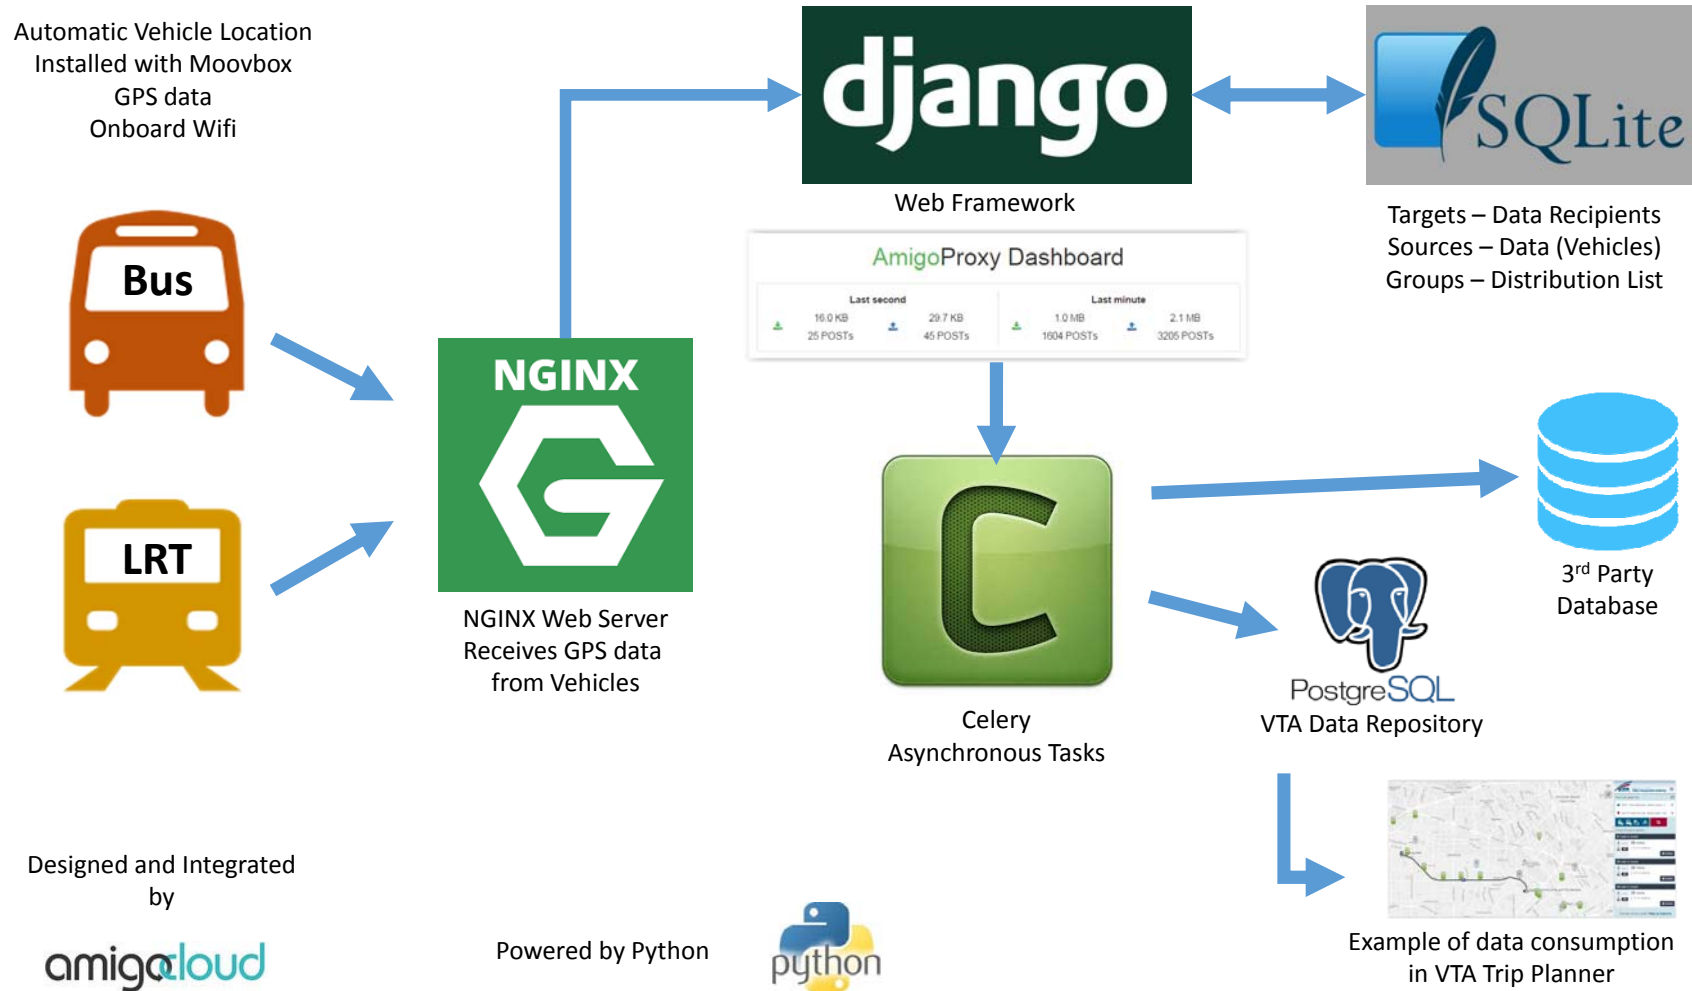 Automatic Vehicle Location
Installed with Moovbox
GPS data
Onboard Wifi
Bus
LRT
NGINX
NGINX Web Server
Receives GPS data
from Vehicles
django
Web Framework
SQLite
Targets – Data Recipients
Sources – Data (Vehicles)
Groups – Distribution List
AmigoProxy Dashboard
Last second
Last minute
16.0 KB
29.7 KB
1.0 MB
2.1 MB
25 POSTs
45 POSTs
1604 POSTs
3205 POSTs
C
Celery
Asynchronous Tasks
3rd Party
Database
PostgreSQL
VTA Data Repository
Example of data consumption
in VTA Trip Planner
Designed and Integrated
by
amigocloud
Powered by Python
python